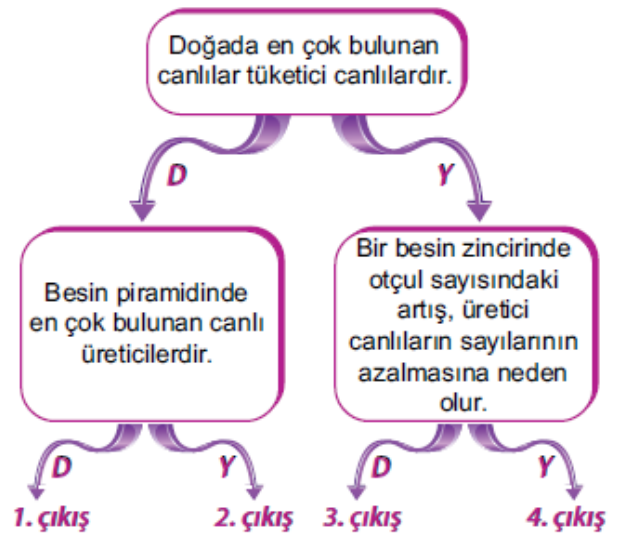 Doğada en çok bulunan
canlılar tüketici canlılardır.
D
Y
Besin piramidinde
en çok bulunan canlı
üreticilerdir.
Bir besin zincirinde
otçul sayısındaki
artış, üretici
canlıların sayılarının
azalmasına neden
olur.
D
Y
D
Y
1. çıkış
2. çıkış
3. çıkış
4. çıkış